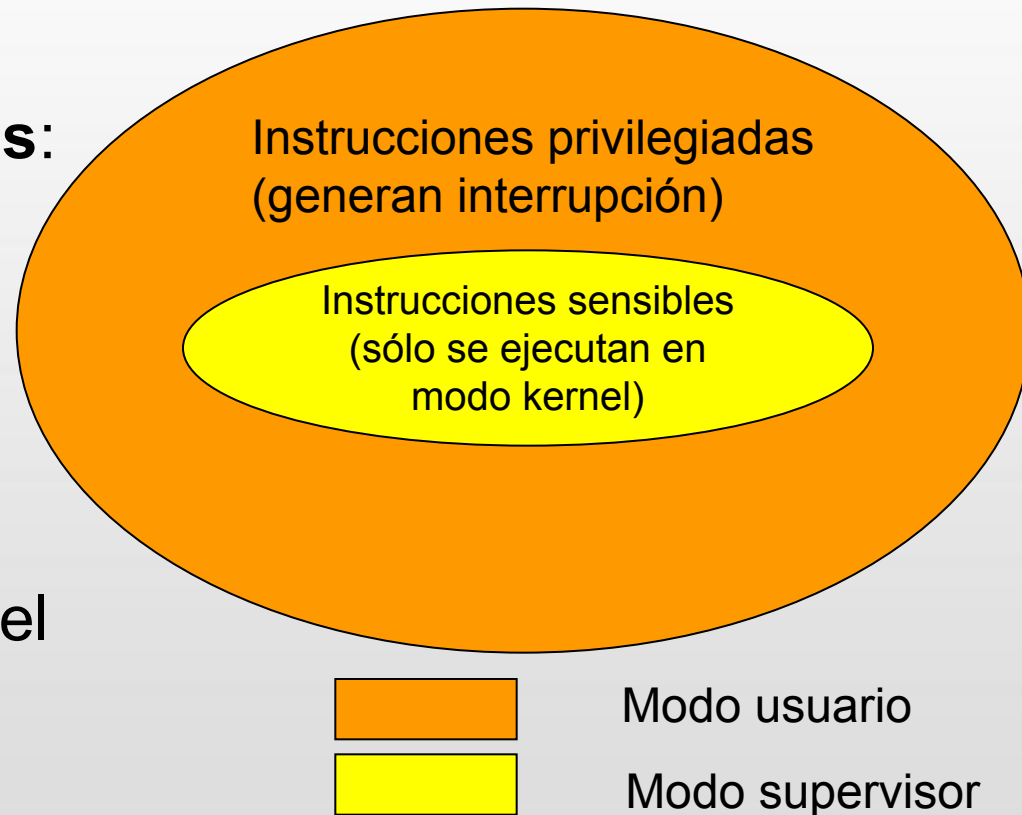 s:
Instrucciones privilegiadas
(generan interrupción)
Instrucciones sensibles
(sólo se ejecutan en
modo kernel)
el
Modo usuario
Modo supervisor